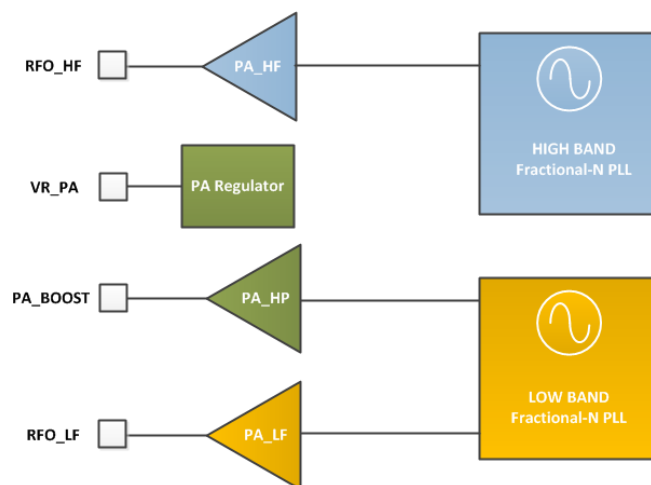 RFO_HF
PA_HF
HIGH BAND
Fractional-N PLL
VR_PA
PA Regulator
PA_BOOST
PA_HP
RFO_LF
PA_LF
LOW BAND
Fractional-N PLL